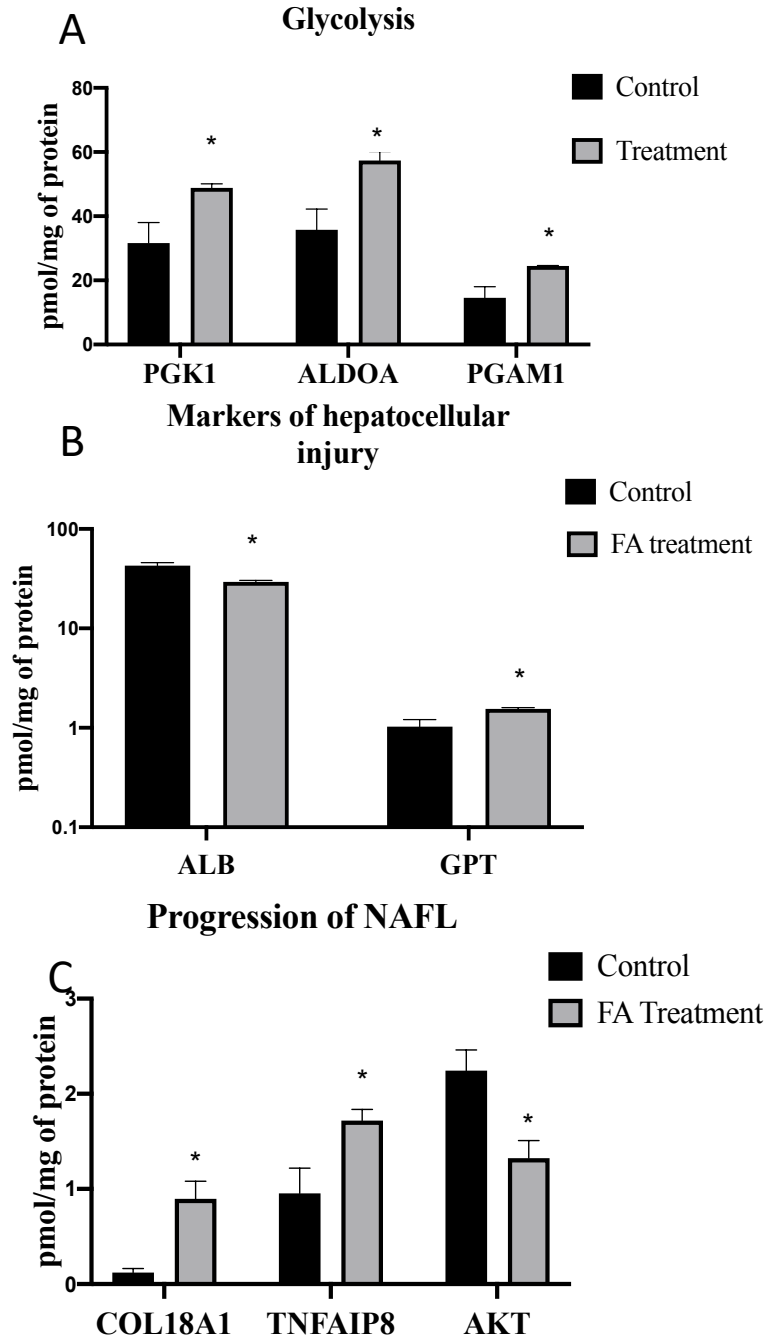 A
Glycolysis
Control
Treatment
pmol/mg of protein
80
60
40
20
0
*
*
*
PGK1 ALDOA PGAM1
B
Markers of hepatocellular
injury
Control
FA treatment
pmol/mg of protein
100
10
1
0.1
*
*
ALB GPT
Progression of NAFL
C
Control
FA Treatment
pmol/mg of protein
3
2
1
0
*
*
*
COL18A1 TNFAIP8 AKT